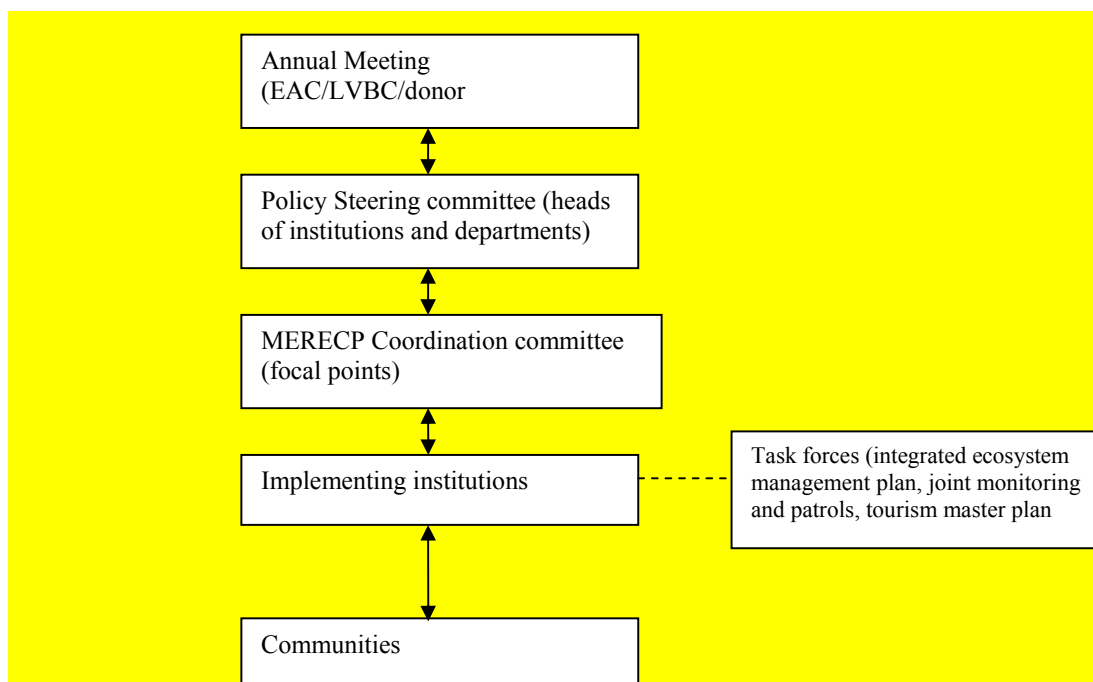 Annual Meeting
(EAC/LVBC/donor
Policy Steering committee (heads
of institutions and departments)
MERECP Coordination committee
(focal points)
Implementing institutions
Task forces (integrated ecosystem
management plan, joint monitoring
and patrols, tourism master plan
Communities